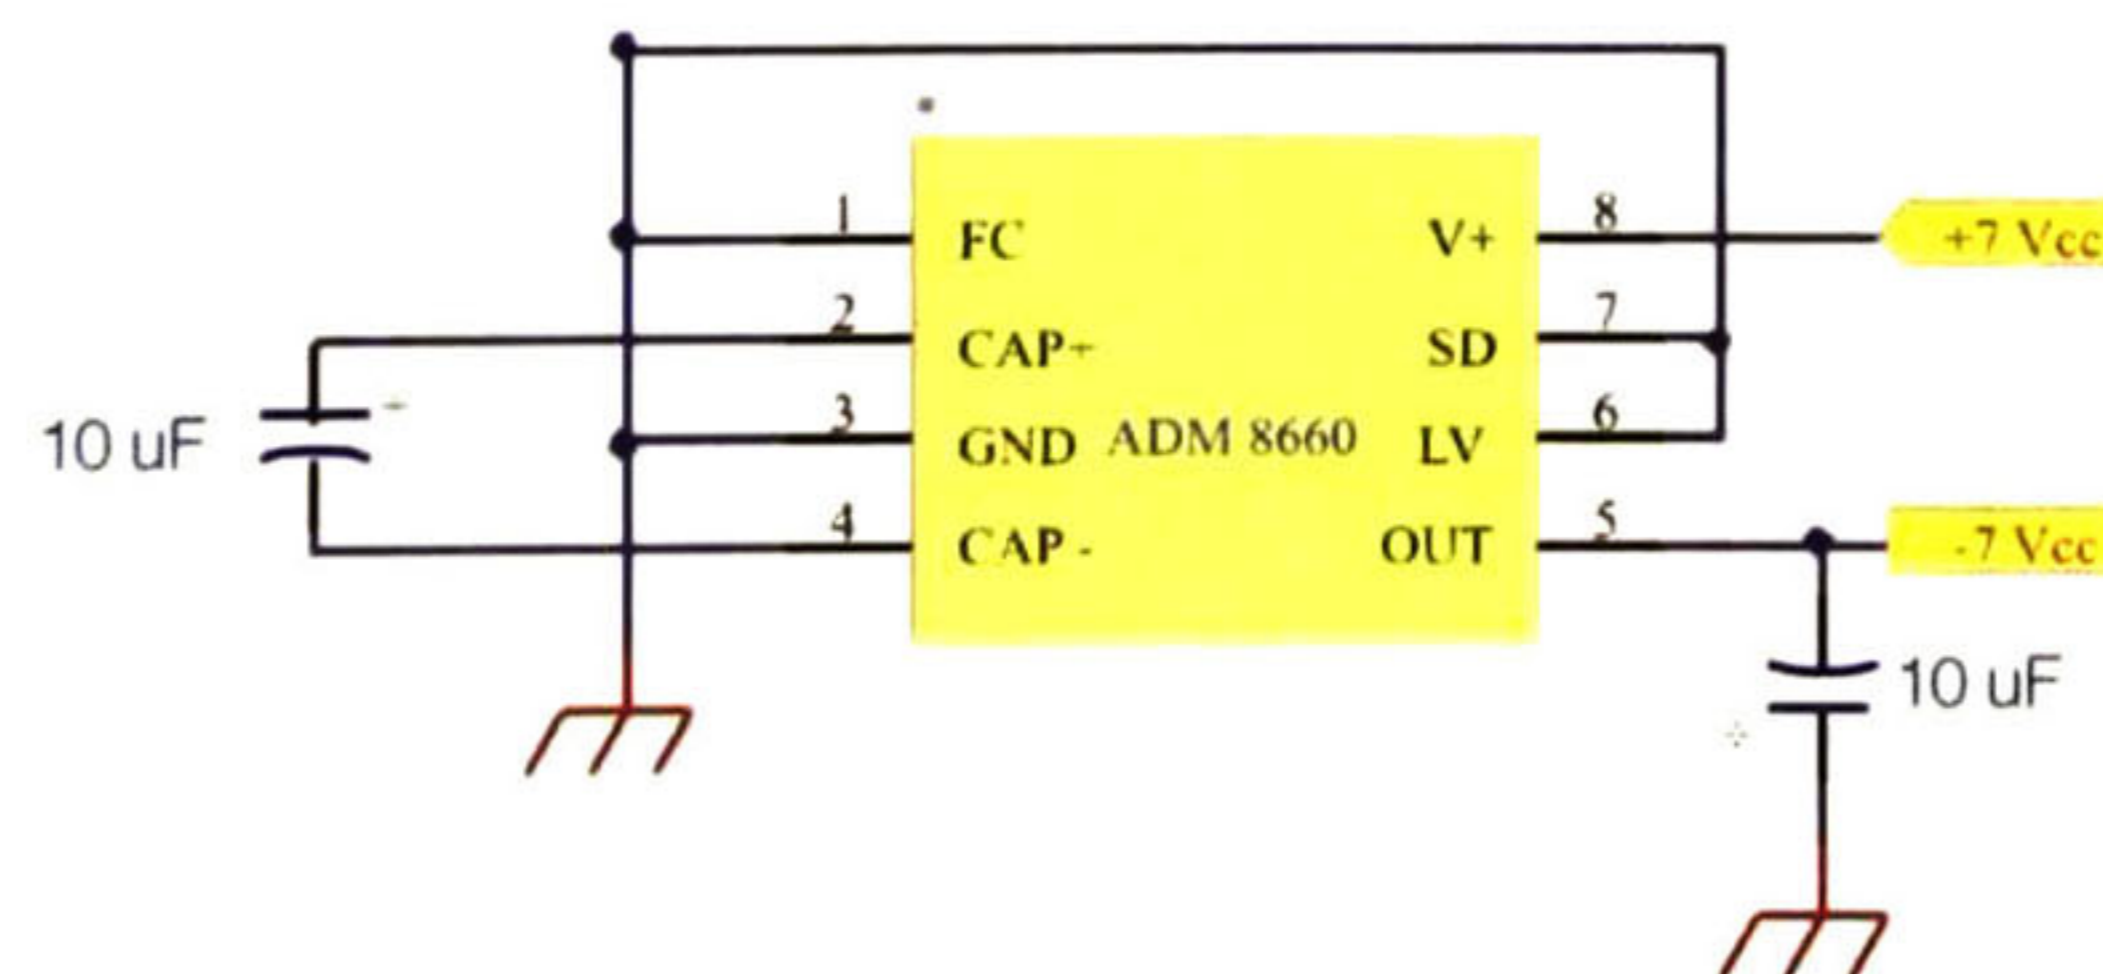 1 FC V+ 8 +7 Vcc
2 CAP+ SD 7
10 uF + 3 GND ADM 8660 LV 6
4 CAP - OUT 5 -7 Vcc
10 uF
+